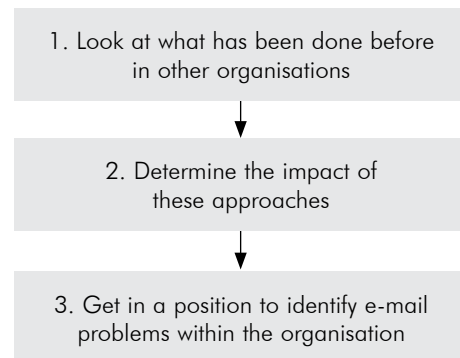 1. Look at what has been done before
in other organisations
2. Determine the impact of
these approaches
3. Get in a position to identify e-mail
problems within the organisation